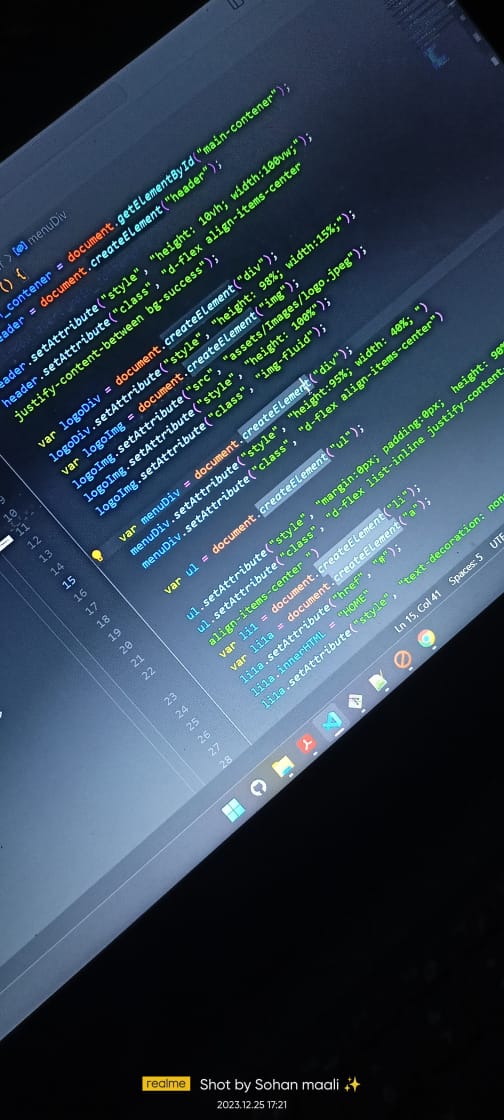 [@] menuDiv
() {
_contener = document.getElementById("main-contener");
eader = document.createElement("header");
eader.setAttribute("style", "height: 10vh; width:100vw;");
header.setAttribute("class", "d-flex align-items-center
justify-content-between bg-success");
var logoDiv = document.createElement("div");
logoDiv.setAttribute("style", "height: 98%; width:15%;");
var logoImg = document.createElement("img");
logoImg.setAttribute("src", "assets/Images/logo-jpeg");
logoImg.setAttribute("style", "height: 100%");
logoImg.setAttribute("class", "img-fluid");
var menuDiv = document.createElement("div");
menuDiv.setAttribute("style", "height:95%; width: 40%; ")
menuDiv.setAttribute("class", "d-flex align-items-center")
var ul = document.createElement("ul");
ul.setAttribute("style", "margin:0px; padding:0px; height: 90%
ul.setAttribute("class", "d-flex list-inline justify-content
align-items-center ")
var li1 = document.createElement("li");
var li1a = document.createElement("a");
li1a.setAttribute("href", "#");
li1a.innerHTML = "HOME"
li1a.setAttribute("style", "text-decoration: non
9
10
11
12
13
14
15
16
17
18
19
20
21
22
23
24
25
26
27
28
Ln 15, Col 41 Spaces: 5 UTF
realme Shot by Sohan maali ✨
2023.12.25 17:21